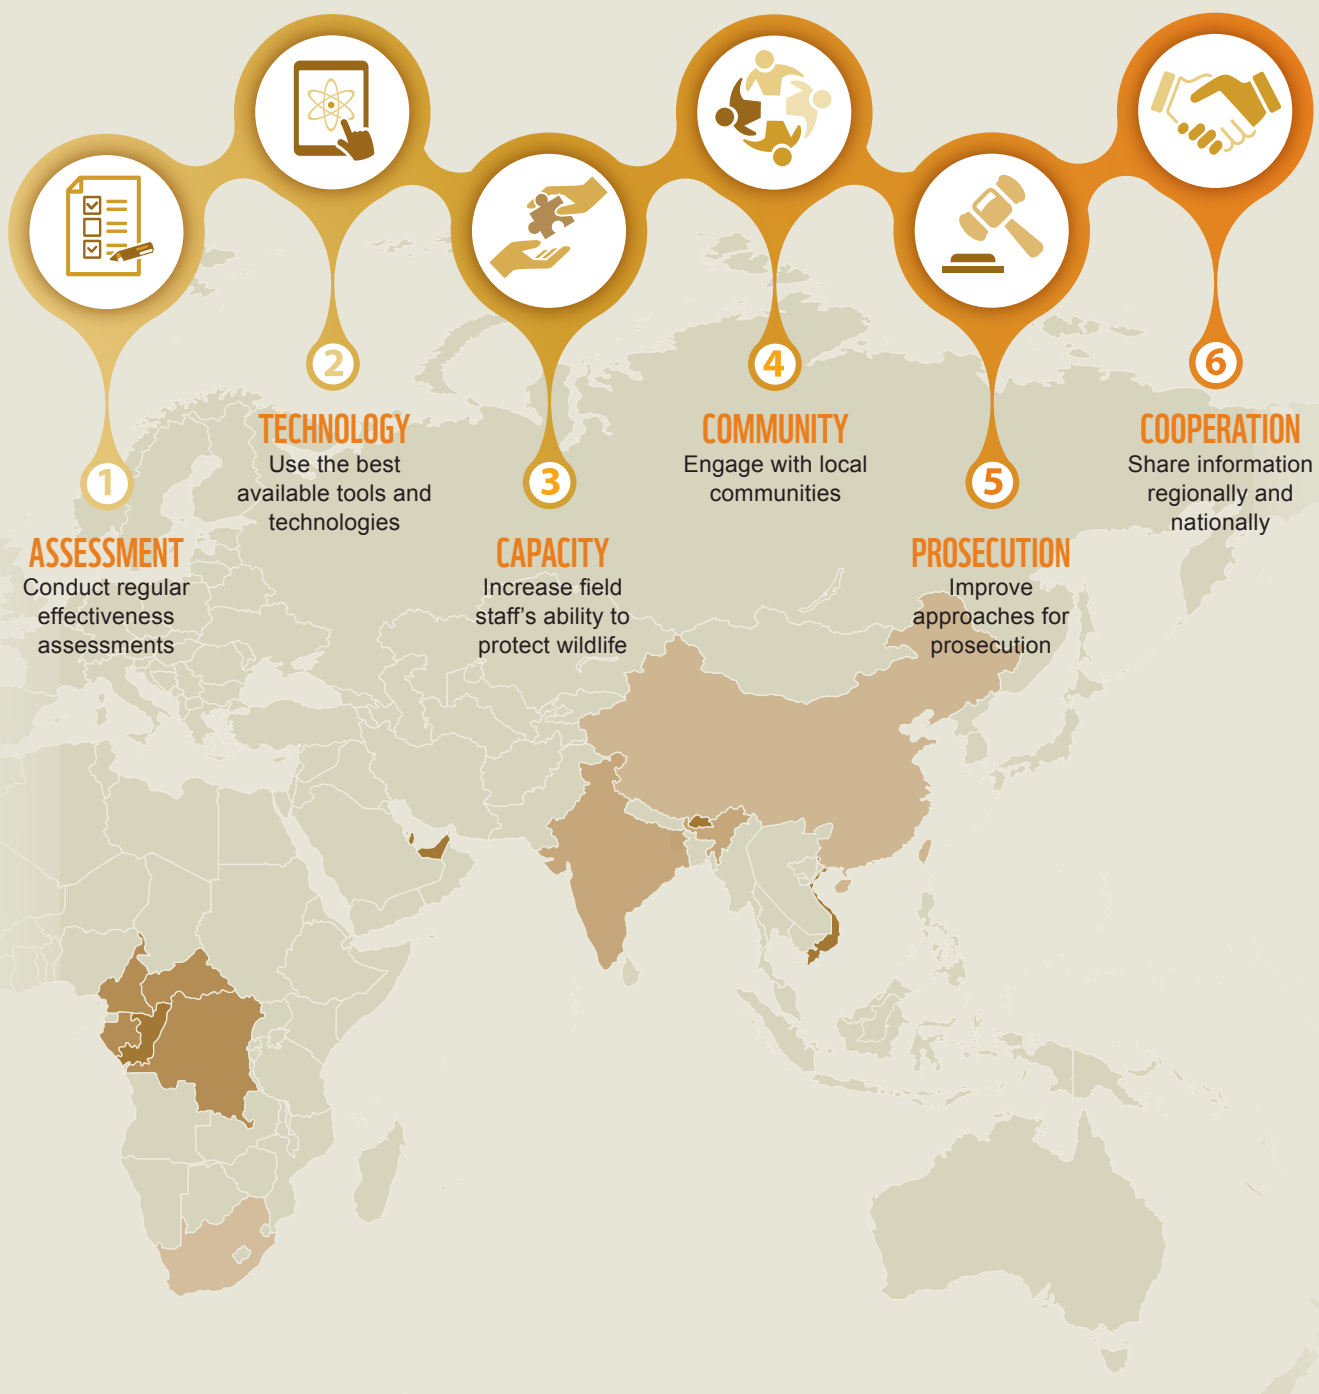 1
ASSESSMENT
Conduct regular
effectiveness
assessments
2
TECHNOLOGY
Use the best
available tools and
technologies
3
CAPACITY
Increase field
staff's ability to
protect wildlife
4
COMMUNITY
Engage with local
communities
5
PROSECUTION
Improve
approaches for
prosecution
6
COOPERATION
Share information
regionally and
nationally